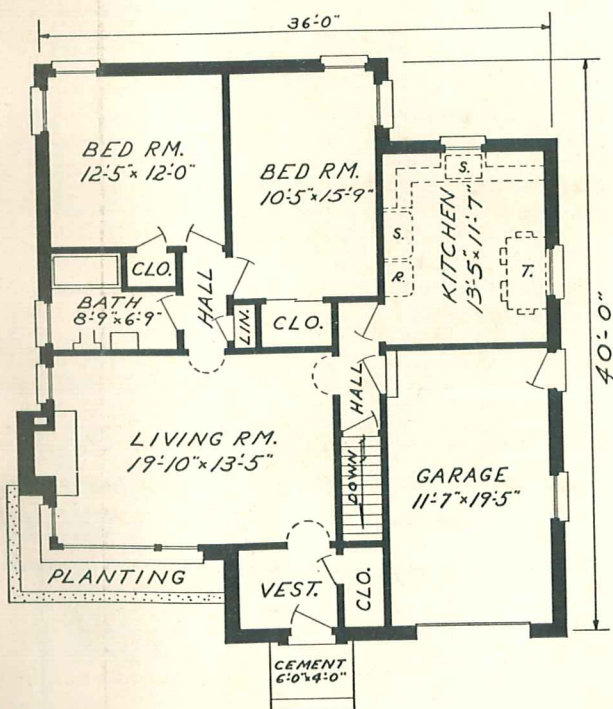 36'-0"
BED RM.
12'-5" x 12'-0"
BED RM.
10'-5" x 15'-9"
S.
S.
R.
KITCHEN
13'-5" x 11'-7"
T.
CLO.
HALL
BATH
8'-9" x 6'-9"
LIN.
CLO.
HALL
40'-0"
LIVING RM.
19'-10" x 13'-5"
DOWN
GARAGE
11'-7" x 19'-5"
PLANTING
VEST.
CLO.
CEMENT
6'-0" x 4'-0"